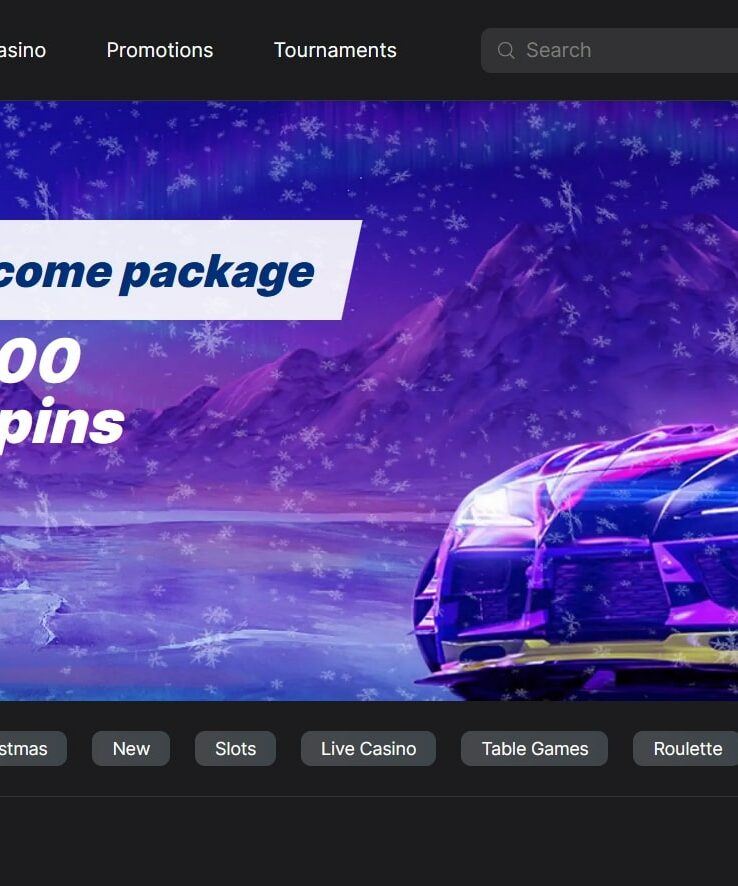 asino Promotions Tournaments Search
come package
00
pins
stmas New Slots Live Casino Table Games Roulette